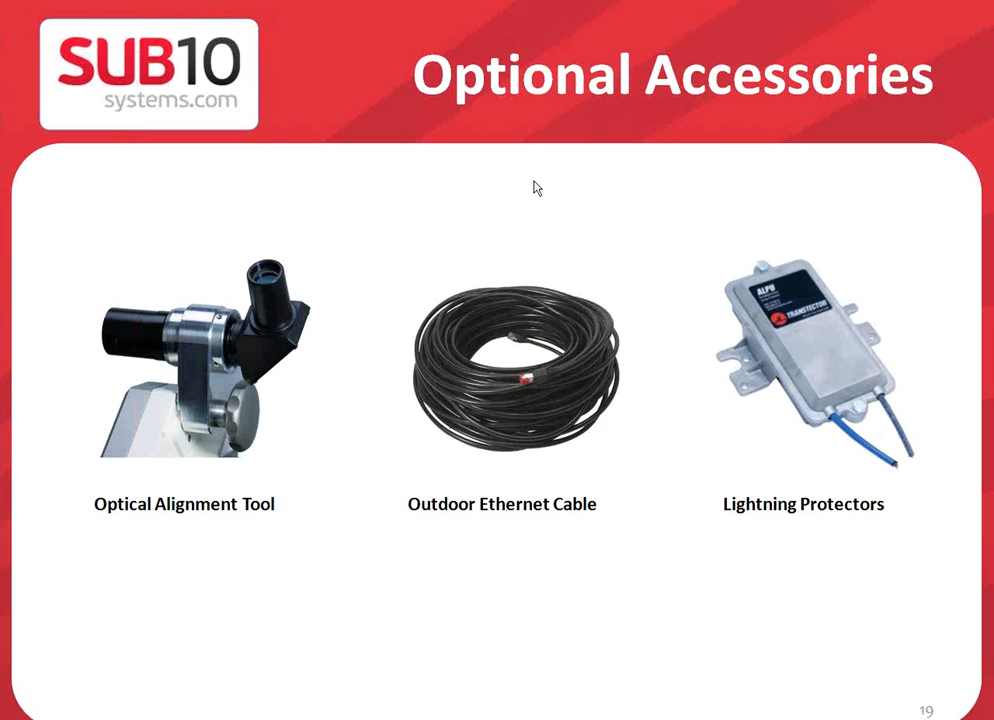 SUB10
systems.com
Optional Accessories
ALPU
TRANSTECTOR
Optical Alignment Tool
Outdoor Ethernet Cable
Lightning Protectors
19